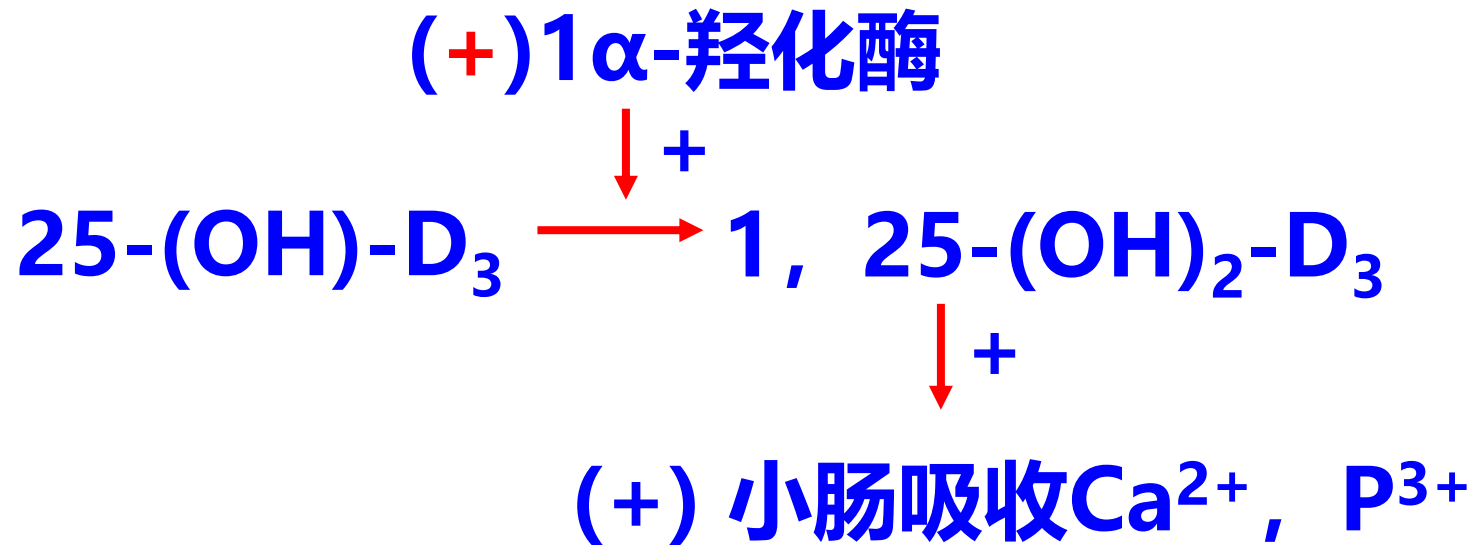 (+)1α-羟化酶
+
25-(OH)-D₃ 1, 25-(OH)₂-D₃
+
(+) 小肠吸收Ca²⁺, P³⁺